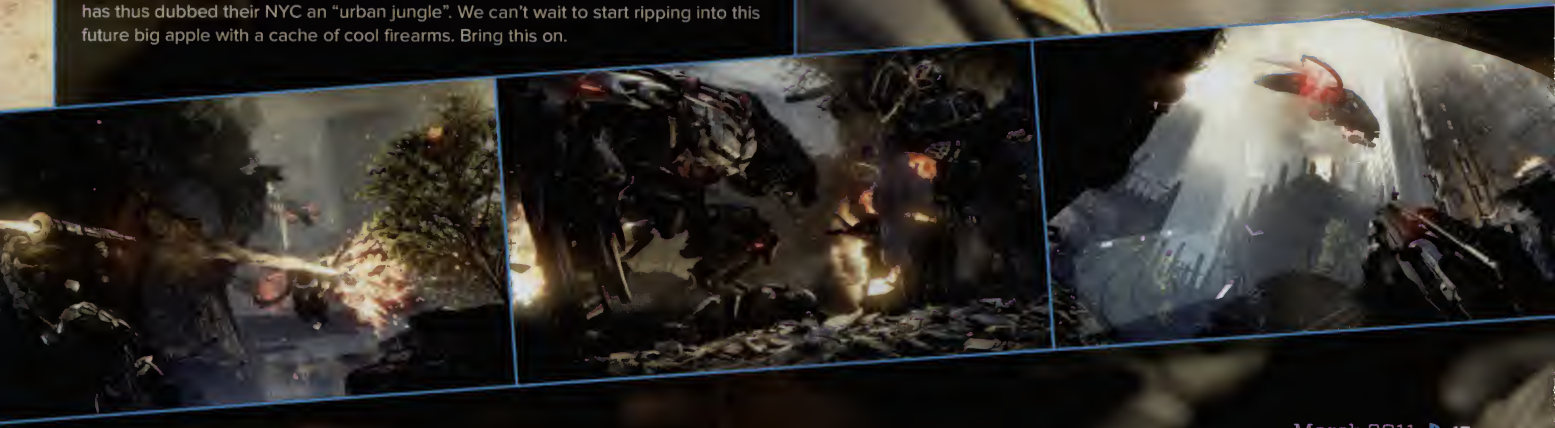 has thus dubbed their NYC an “urban jungle”. We can't wait to start ripping into this
future big apple with a cache of cool firearms. Bring this on.
March 2011